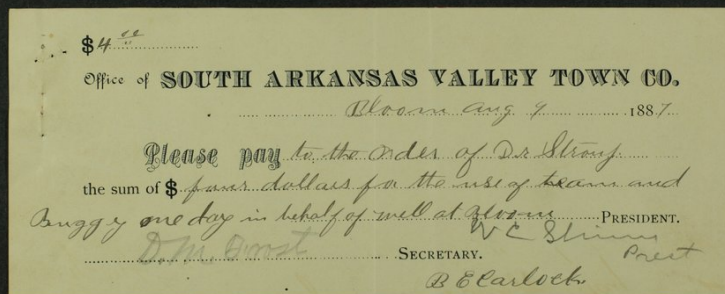 $4.00
Office of SOUTH ARKANSAS VALLEY TOWN CO.
Bloom Aug 9 1887
Please pay to the order of Dr Strong
the sum of $ four dollars for the use of team and
Buggy one day in behalf of well at Bloom PRESIDENT.
W C Prest
D. M. Frost SECRETARY.
B E Carlock